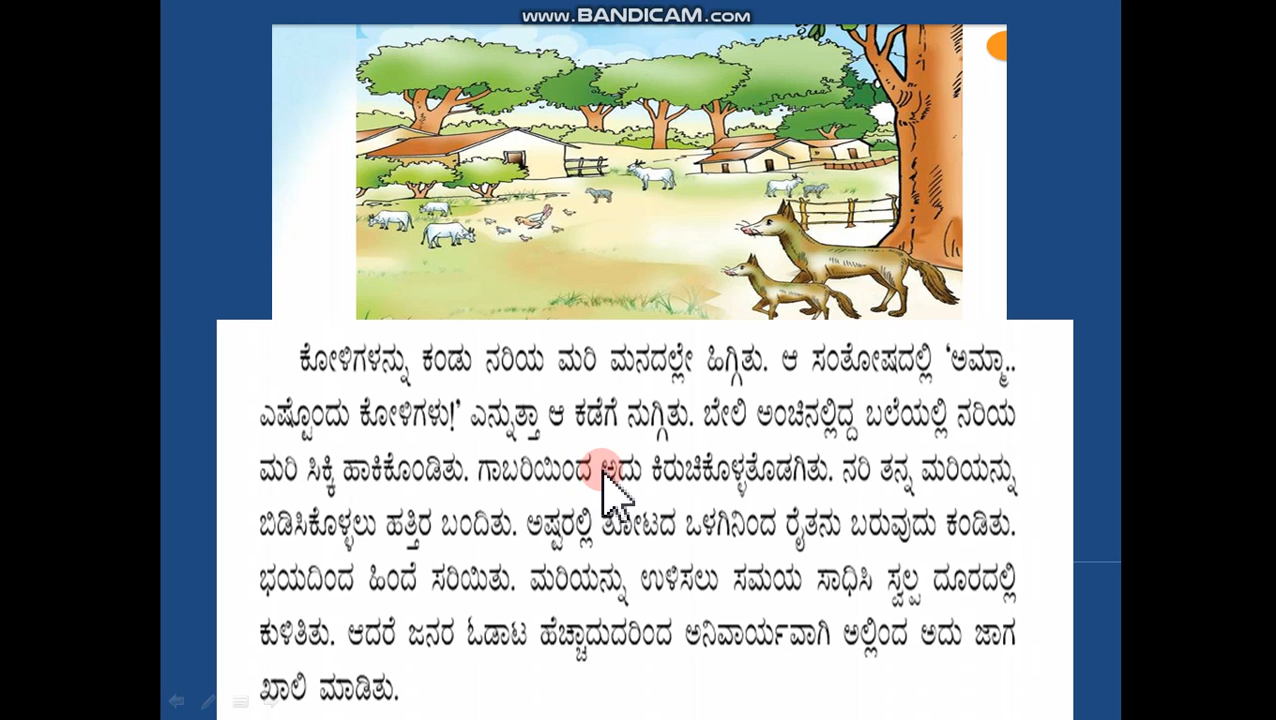 www.BANDICAM.com
ಕೋಳಿಗಳನ್ನು ಕಂಡು ನರಿಯ ಮರಿ ಮನದಲ್ಲೇ ಹಿಗ್ಗಿತು. ಆ ಸಂತೋಷದಲ್ಲಿ ‘ಅಮ್ಮಾ..
ಎಷ್ಟೊಂದು ಕೋಳಿಗಳು!’ ಎನ್ನುತ್ತಾ ಆ ಕಡೆಗೆ ನುಗ್ಗಿತು. ಬೇಲಿ ಅಂಚಿನಲ್ಲಿದ್ದ ಬಲೆಯಲ್ಲಿ ನರಿಯ
ಮರಿ ಸಿಕ್ಕಿ ಹಾಕಿಕೊಂಡಿತು. ಗಾಬರಿಯಿಂದ ಅದು ಕಿರುಚಿಕೊಳ್ಳತೊಡಗಿತು. ನರಿ ತನ್ನ ಮರಿಯನ್ನು
ಬಿಡಿಸಿಕೊಳ್ಳಲು ಹತ್ತಿರ ಬಂದಿತು. ಅಷ್ಟರಲ್ಲಿ ತೋಟದ ಒಳಗಿನಿಂದ ರೈತನು ಬರುವುದು ಕಂಡಿತು.
ಭಯದಿಂದ ಹಿಂದೆ ಸರಿಯಿತು. ಮರಿಯನ್ನು ಉಳಿಸಲು ಸಮಯ ಸಾಧಿಸಿ ಸ್ವಲ್ಪ ದೂರದಲ್ಲಿ
ಕುಳಿತಿತು. ಆದರೆ ಜನರ ಓಡಾಟ ಹೆಚ್ಚಾದುದರಿಂದ ಅನಿವಾರ್ಯವಾಗಿ ಅಲ್ಲಿಂದ ಅದು ಜಾಗ
ಖಾಲಿ ಮಾಡಿತು.